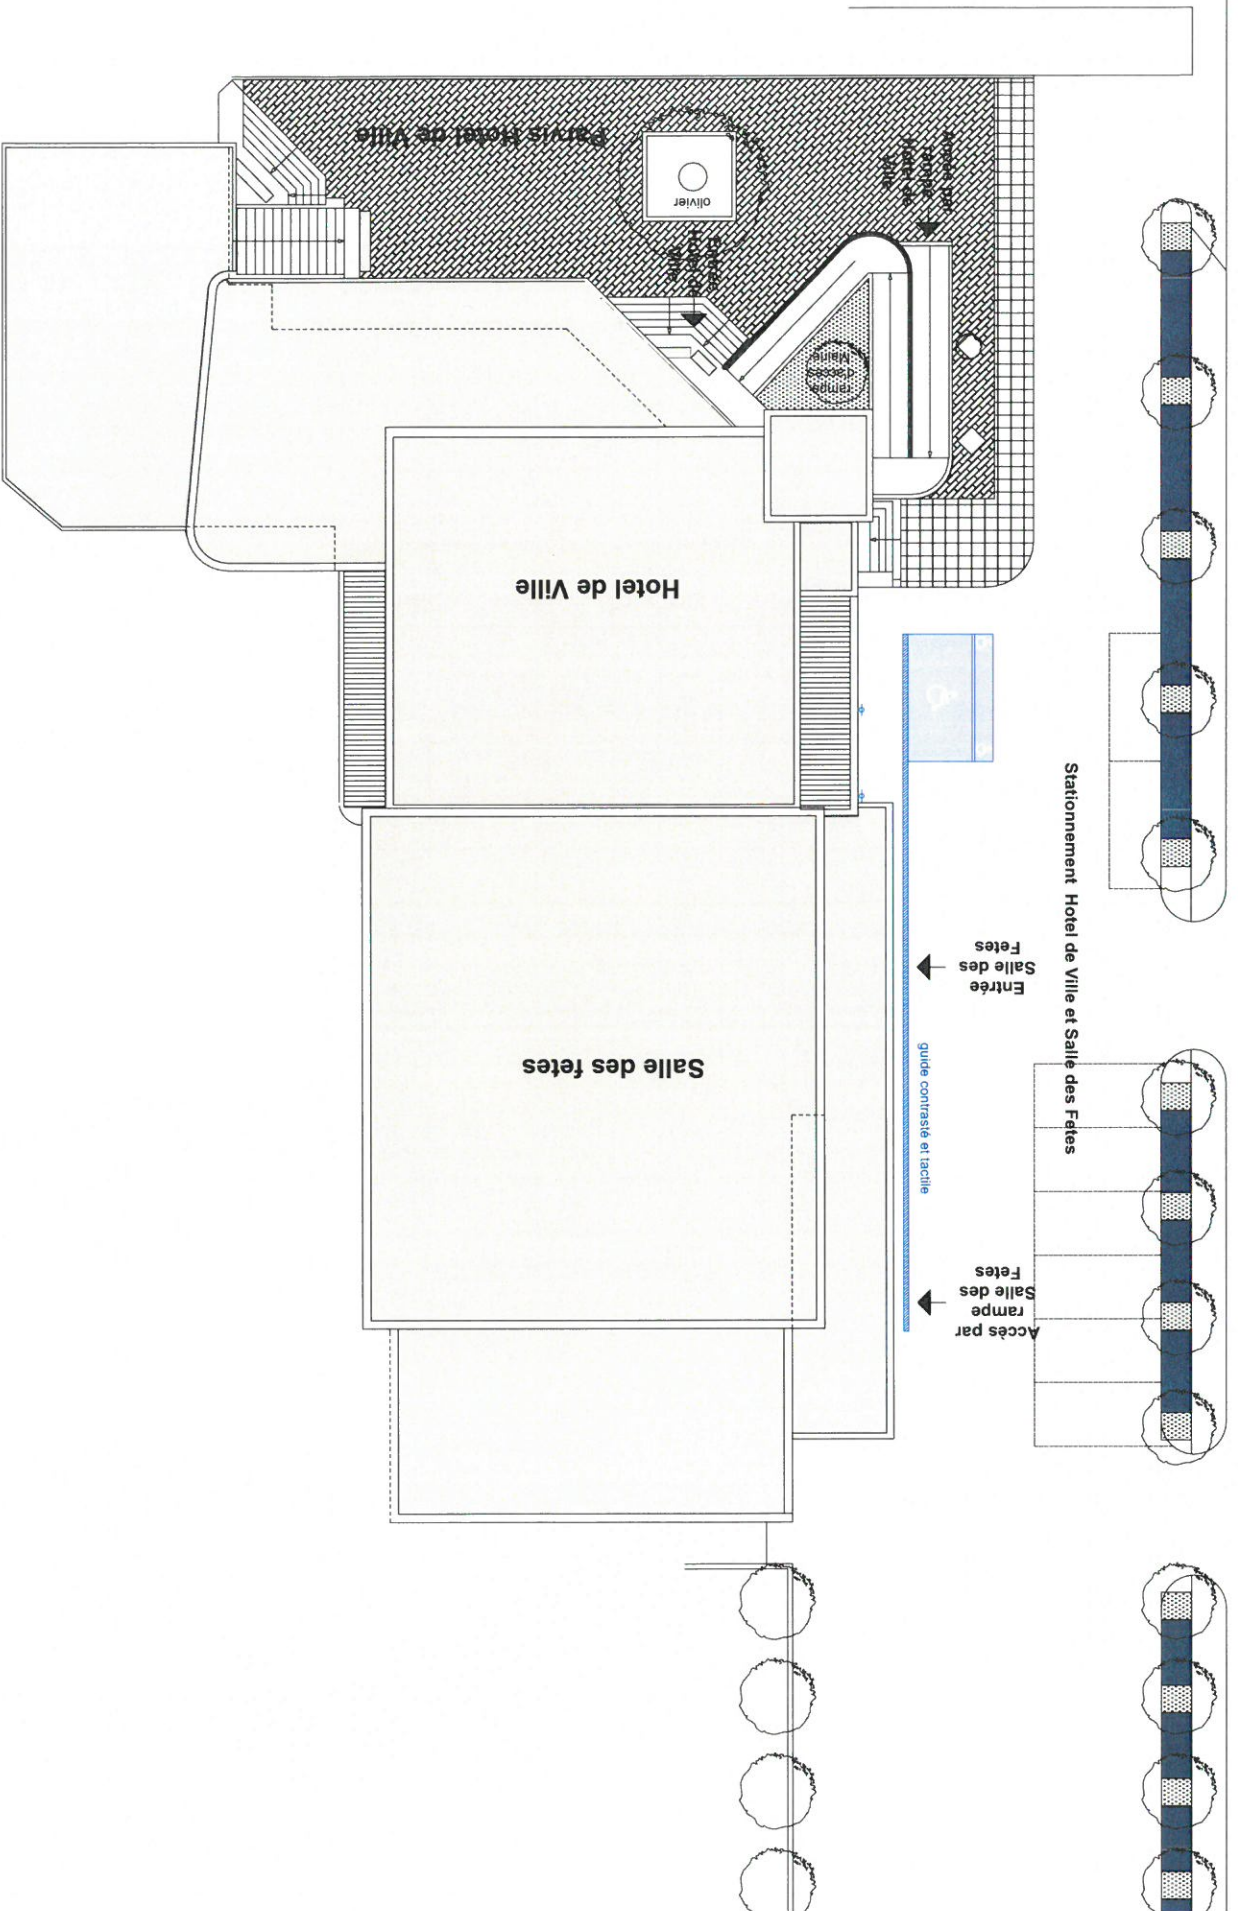 Parvis Hotel de Ville
olivier
Entrée
Hotel de
Ville
Accès par
rampe
Hotel de
Ville
rampe
d'accès
Mairie
Hotel de Ville
Stationnement Hotel de Ville et Salle des Fetes
Entrée
Salle des
Fetes
guide contrasté et tactile
Salle des fetes
Accès par
rampe
Salle des
Fetes